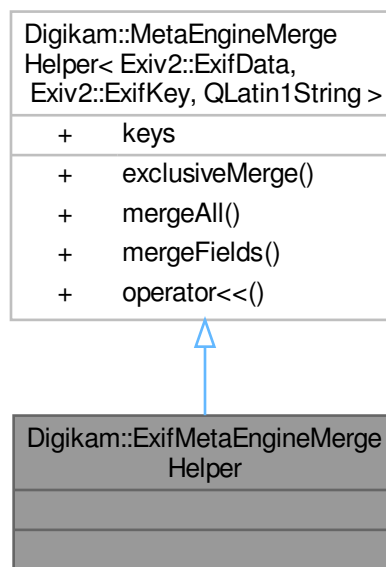 Digikam::MetaEngineMerge
Helper< Exiv2::ExifData,
Exiv2::ExifKey, QLatin1String >
+ keys
+ exclusiveMerge()
+ mergeAll()
+ mergeFields()
+ operator<<()
Digikam::ExifMetaEngineMerge
Helper